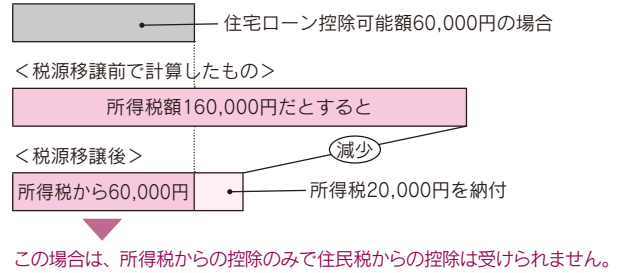 住宅ローン控除可能額60,000円の場合
＜税源移譲前で計算したもの＞
所得税額160,000円だとすると
減少
＜税源移譲後＞
所得税から60,000円
所得税20,000円を納付
この場合は、所得税からの控除のみで住民税からの控除は受けられません。